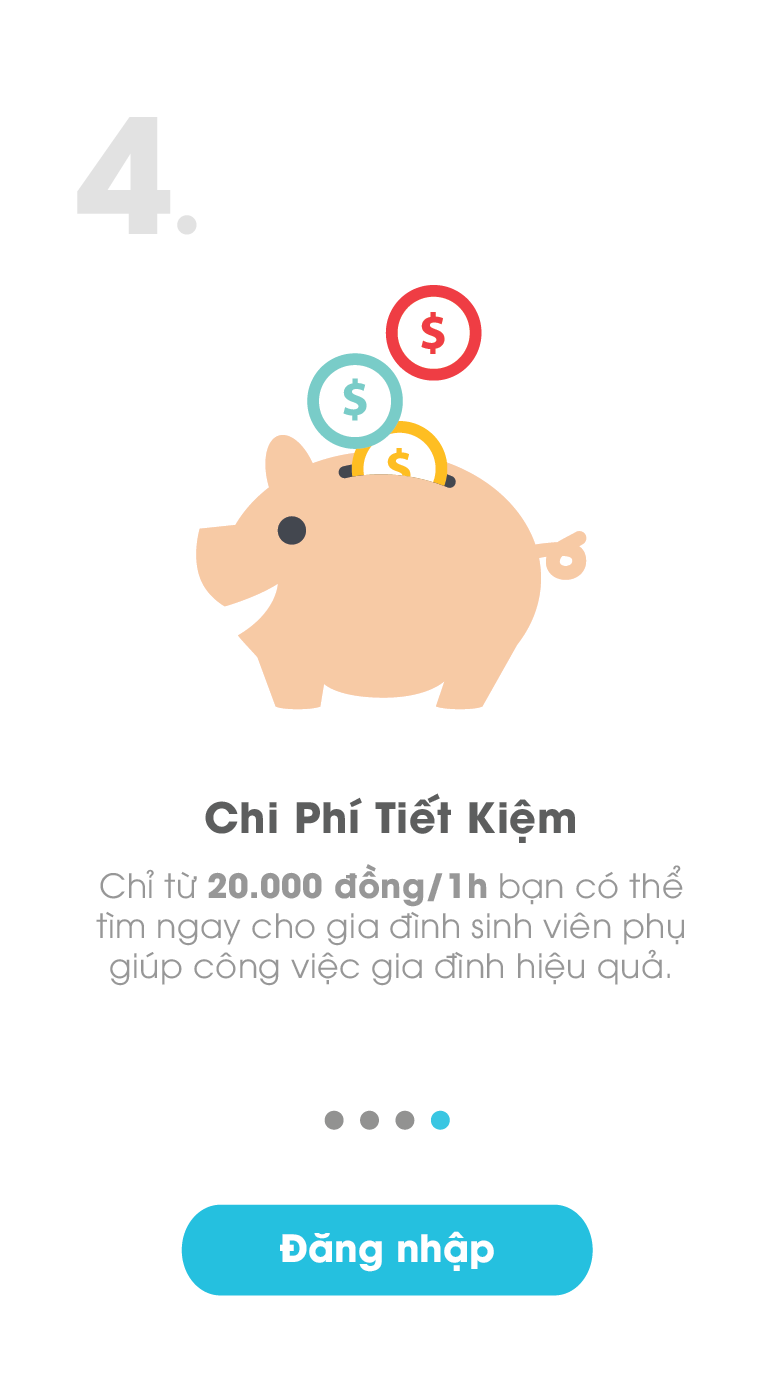 4.
$
$
$
Chi Phí Tiết Kiệm
Chỉ từ 20.000 đồng/1h bạn có thể
tìm ngay cho gia đình sinh viên phụ
giúp công việc gia đình hiệu quả.
Đăng nhập